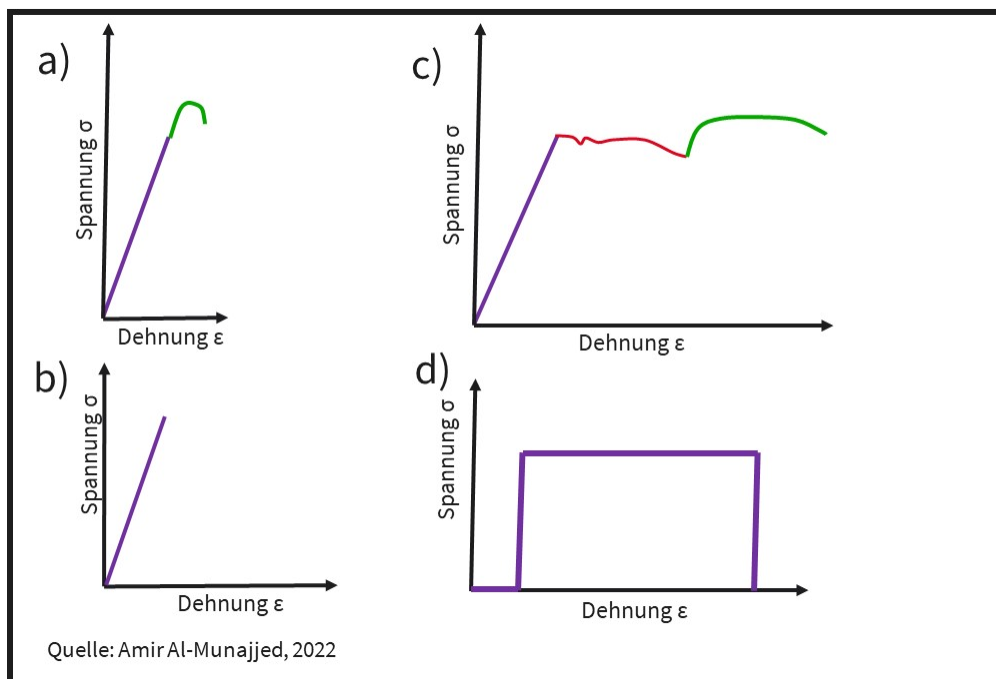 a)
Spannung σ
Dehnung ε
c)
Spannung σ
Dehnung ε
b)
Spannung σ
Dehnung ε
d)
Spannung σ
Dehnung ε
Quelle: Amir Al-Munajjed, 2022